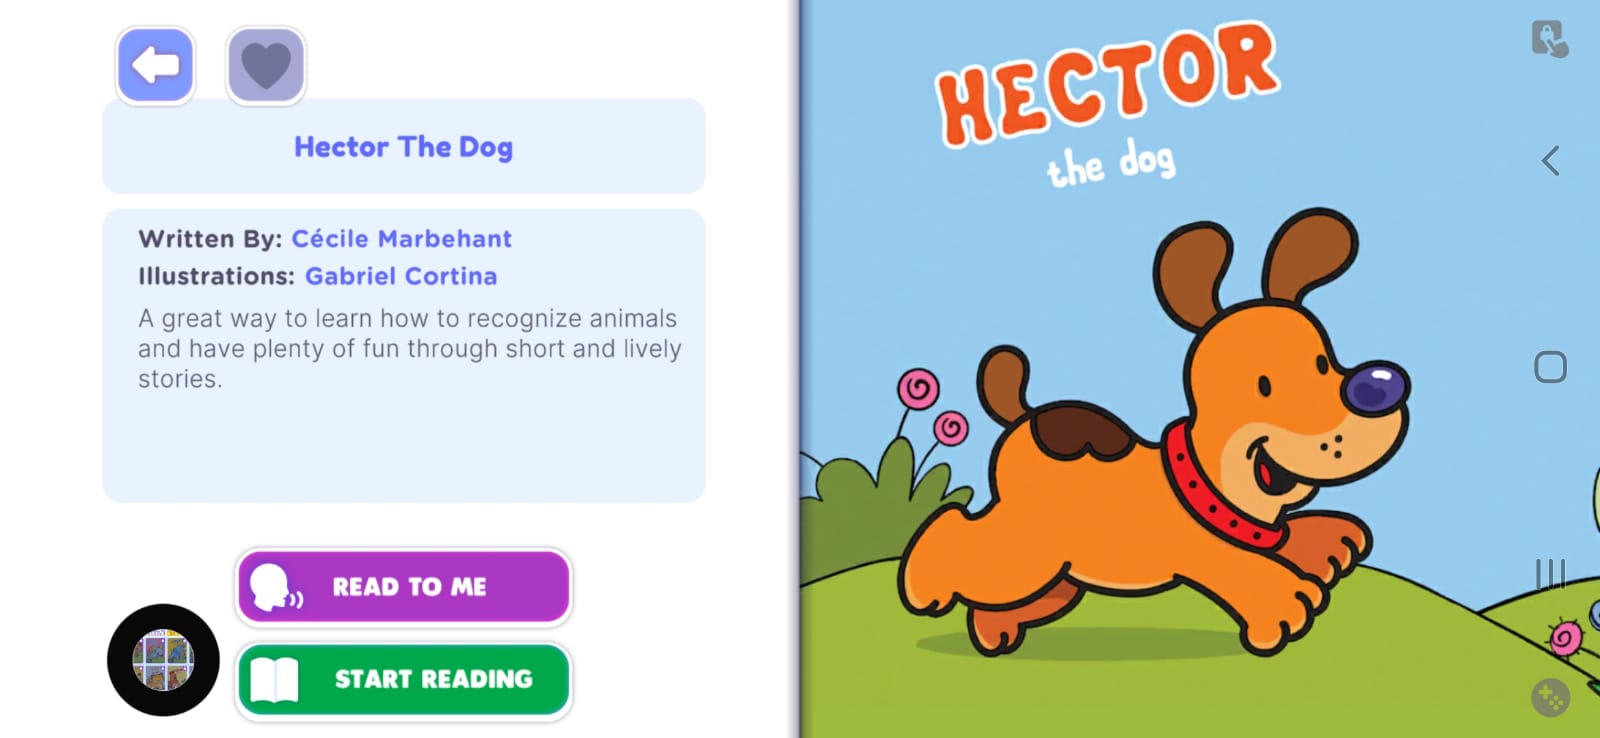 Hector The Dog
Written By: Cécile Marbehant
Illustrations: Gabriel Cortina
A great way to learn how to recognize animals
and have plenty of fun through short and lively
stories.
READ TO ME
START READING
HECTOR
the dog